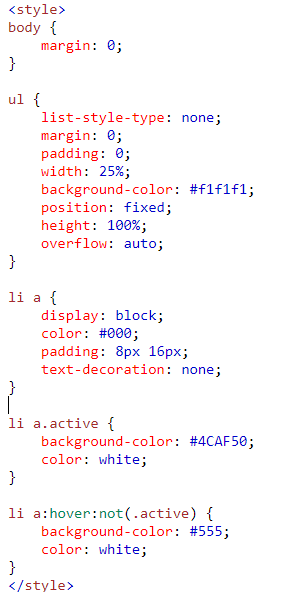 <style>
body {
    margin: 0;
}

ul {
    list-style-type: none;
    margin: 0;
    padding: 0;
    width: 25%;
    background-color: #f1f1f1;
    position: fixed;
    height: 100%;
    overflow: auto;
}

li a {
    display: block;
    color: #000;
    padding: 8px 16px;
    text-decoration: none;
}

li a.active {
    background-color: #4CAF50;
    color: white;
}

li a:hover:not(.active) {
    background-color: #555;
    color: white;
}
</style>